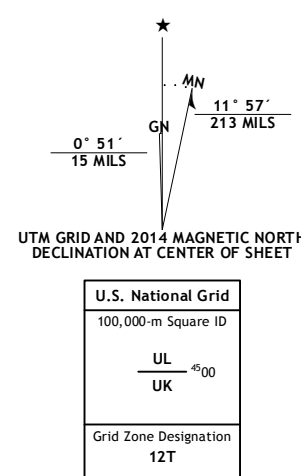 ★
MN
GN
11° 57´
213 MILS
0° 51´
15 MILS
UTM GRID AND 2014 MAGNETIC NORTH
DECLINATION AT CENTER OF SHEET
U.S. National Grid
100,000-m Square ID
UL
4500
UK
Grid Zone Designation
12T